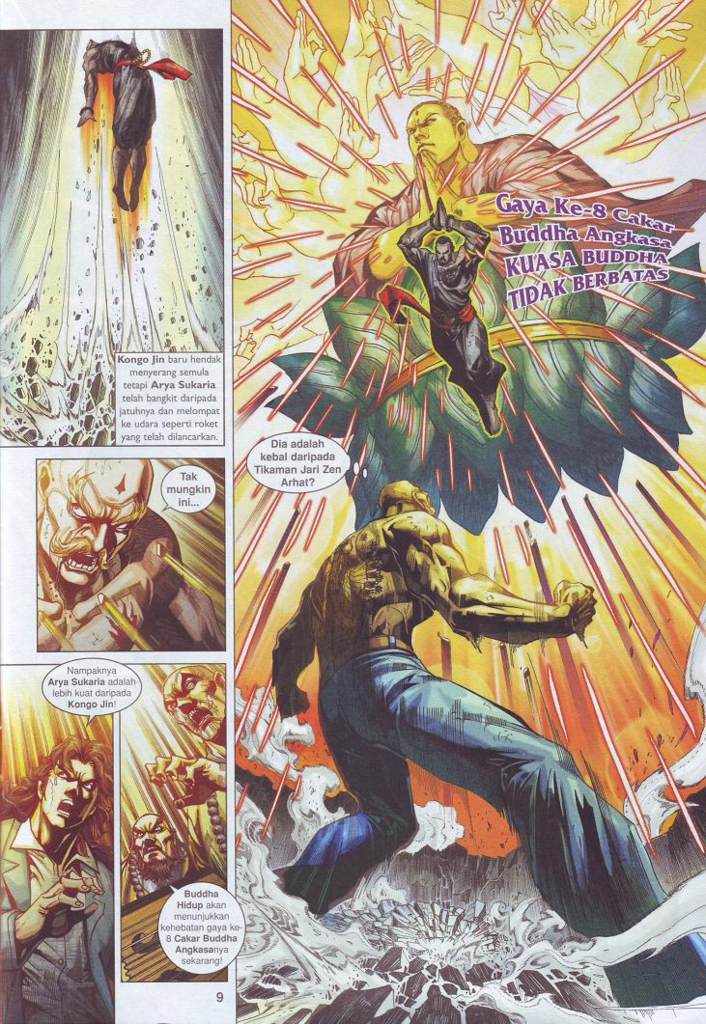 Kongo Jin baru hendak
menyerang semula
tetapi Arya Sukaria
telah bangkit daripada
jatuhnya dan melompat
ke udara seperti roket
yang telah dilancarkan.
Tak
mungkin
ini...
Nampaknya
Arya Sukaria adalah
lebih kuat daripada
Kongo Jin!
Buddha
Hidup akan
menunjukkan
kehebatan gaya ke-
8 Cakar Buddha
Angkasanya
sekarang!
Gaya Ke-8 Cakar
Buddha Angkasa
KUASA BUDDHA
TIDAK BERBATAS
Dia adalah
kebal daripada
Tikaman Jari Zen
Arhat?
9